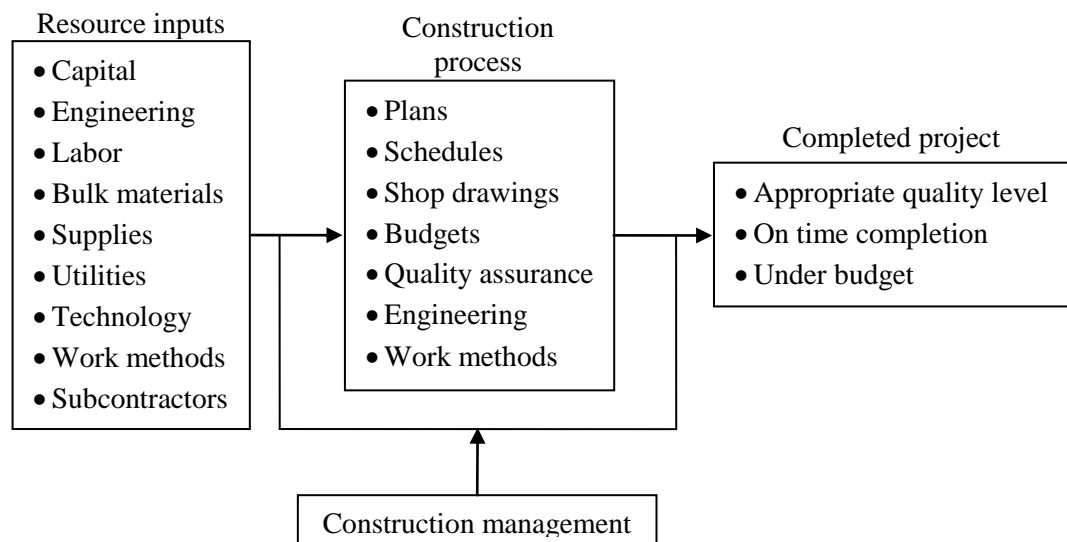 Resource inputs
• Capital
• Engineering
• Labor
• Bulk materials
• Supplies
• Utilities
• Technology
• Work methods
• Subcontractors
Construction
process
• Plans
• Schedules
• Shop drawings
• Budgets
• Quality assurance
• Engineering
• Work methods
Completed project
• Appropriate quality level
• On time completion
• Under budget
Construction management